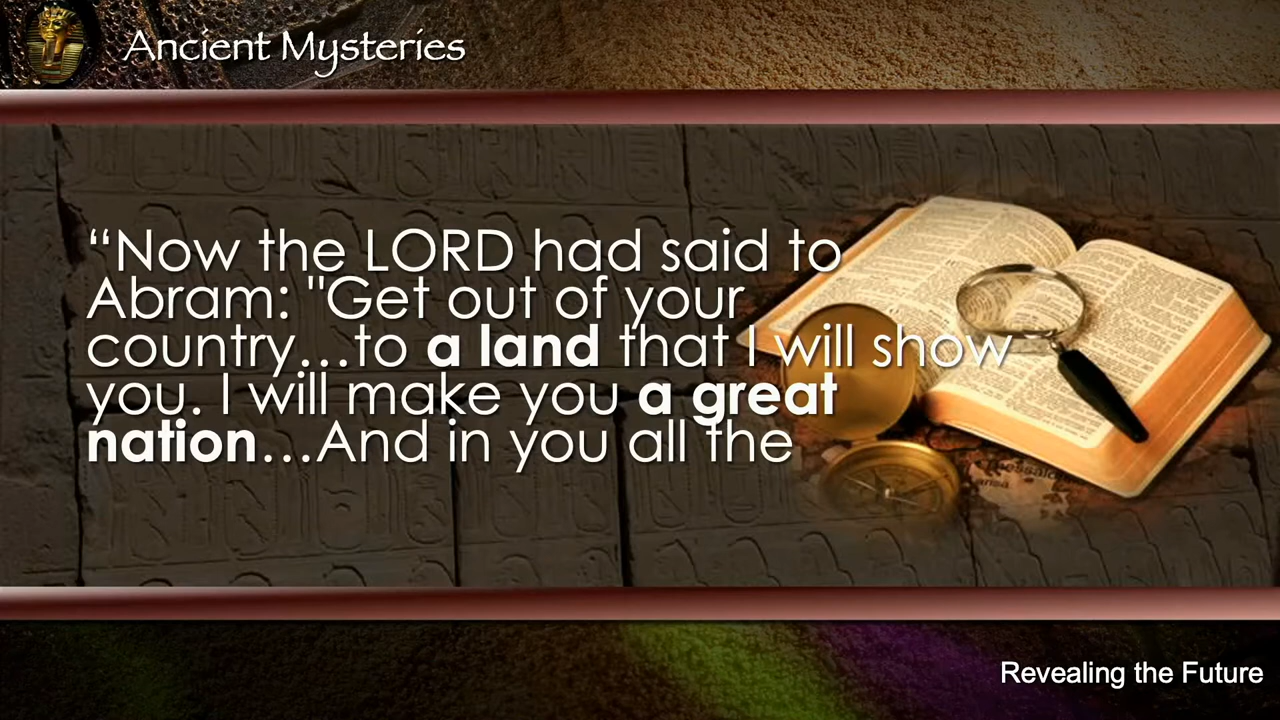 Ancient Mysteries
“Now the LORD had said to
Abram: "Get out of your
country…to a land that I will show
you. I will make you a great
nation…And in you all the
Thessalo
Revealing the Future